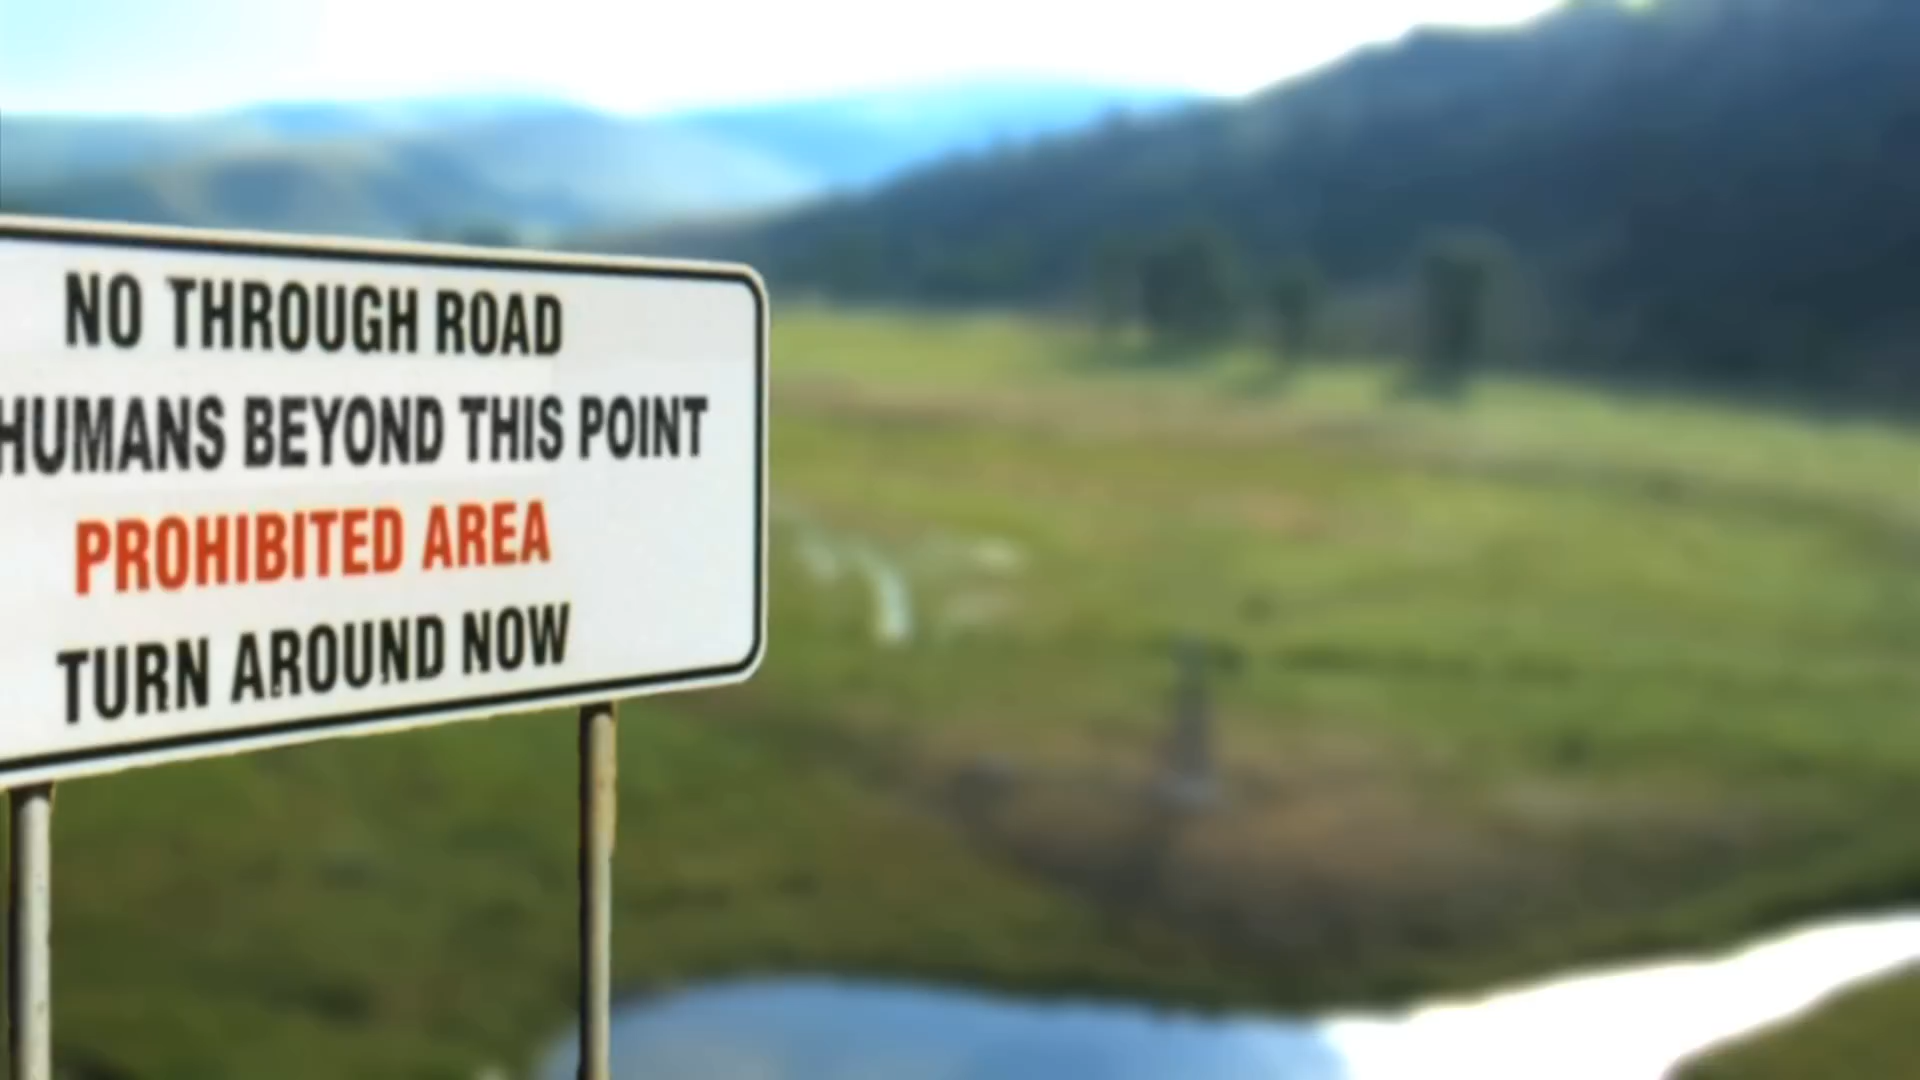 NO THROUGH ROAD
HUMANS BEYOND THIS POINT
PROHIBITED AREA
TURN AROUND NOW